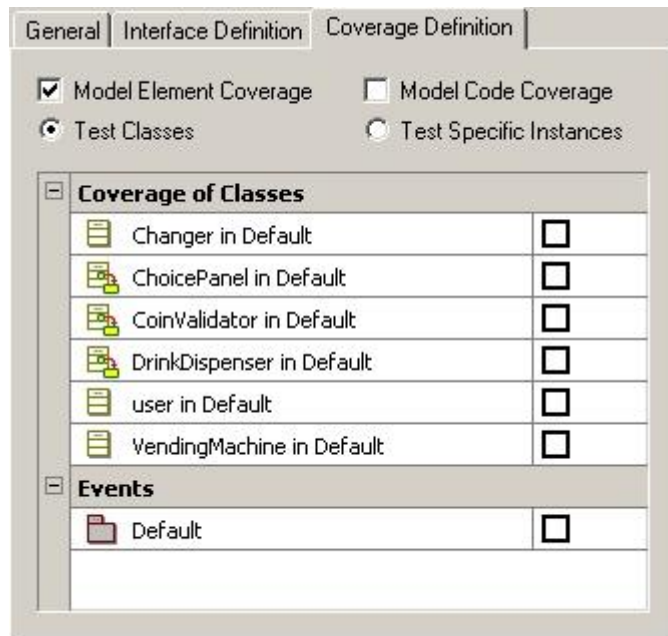 General Interface Definition Coverage Definition
Model Element Coverage Model Code Coverage
Test Classes Test Specific Instances
Coverage of Classes
Changer in Default
ChoicePanel in Default
CoinValidator in Default
DrinkDispenser in Default
user in Default
VendingMachine in Default
Events
Default